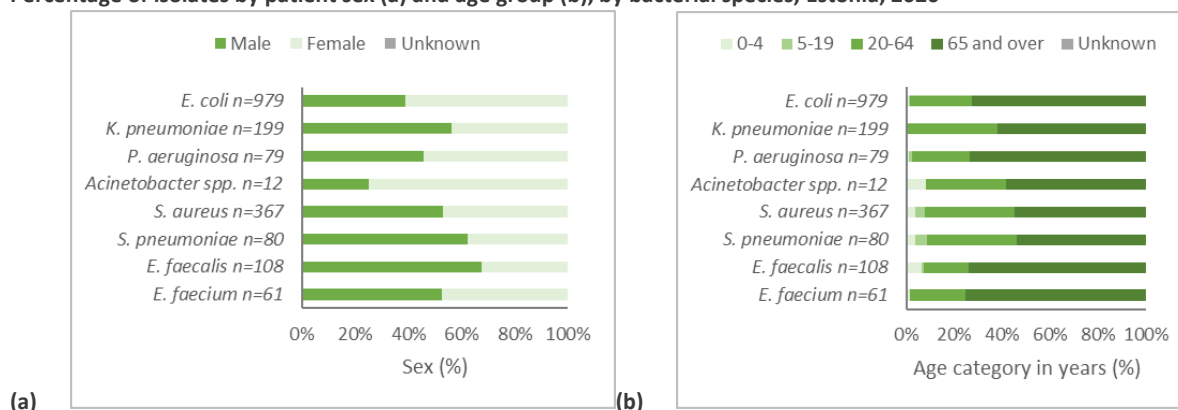 Percentage of isolates by patient sex (a) and age group (b), by bacterial species, Estonia, 2020
Male Female Unknown
E. coli n=979
K. pneumoniae n=199
P. aeruginosa n=79
Acinetobacter spp. n=12
S. aureus n=367
S. pneumoniae n=80
E. faecalis n=108
E. faecium n=61
0% 20% 40% 60% 80% 100%
Sex (%)
(a)
0-4 5-19 20-64 65 and over Unknown
E. coli n=979
K. pneumoniae n=199
P. aeruginosa n=79
Acinetobacter spp. n=12
S. aureus n=367
S. pneumoniae n=80
E. faecalis n=108
E. faecium n=61
0% 20% 40% 60% 80% 100%
Age category in years (%)
(b)